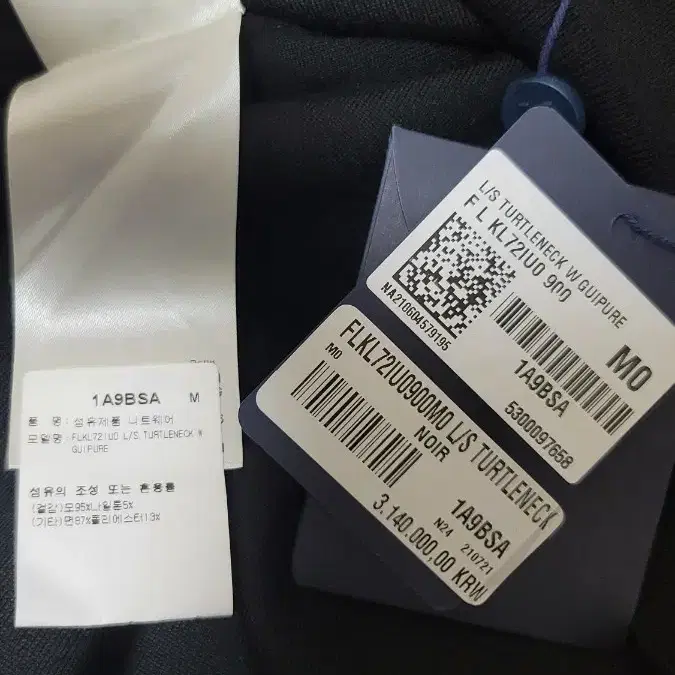 1A9BSA M
품 명 : 섬유제품 니트웨어
모델명 : FLKL72IU0 L/S TURTLENECK W
GUIPURE
섬유의 조성 또는 혼용률
(겉감)모95%나일론5%
(기타)면87%폴리에스터13%
L/S TURTLENECK W GUIPURE
F L KL72IU0 900
NA210604579195
M0
1A9BSA
5300097658
FLKL72IU0900M0 L/S TURTLENECK
M0
NOIR
1A9BSA
N24 210721
3.140.000,00 KRW